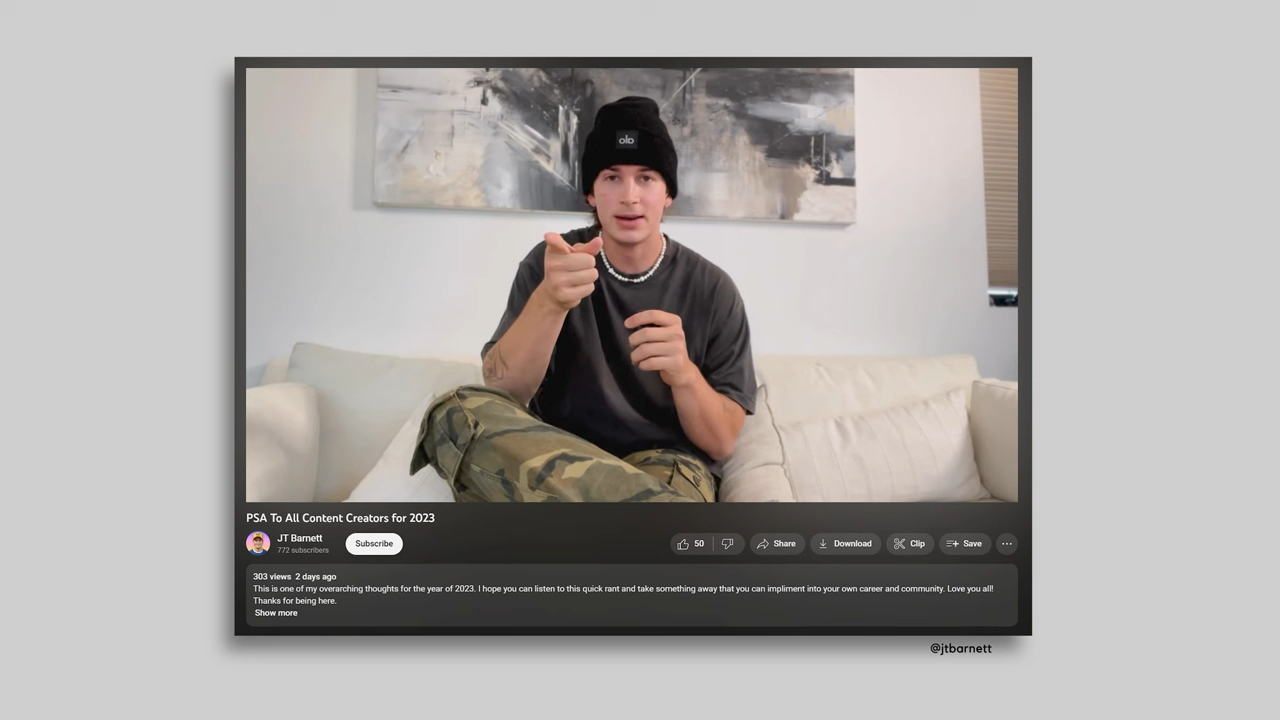 alo
PSA To All Content Creators for 2023
JT Barnett
772 subscribers
Subscribe
50
Share
Download
Clip
Save
303 views 2 days ago
This is one of my overarching thoughts for the year of 2023. I hope you can listen to this quick rant and take something away that you can impliment into your own career and community. Love you all!
Thanks for being here.
Show more
@jtbarnett